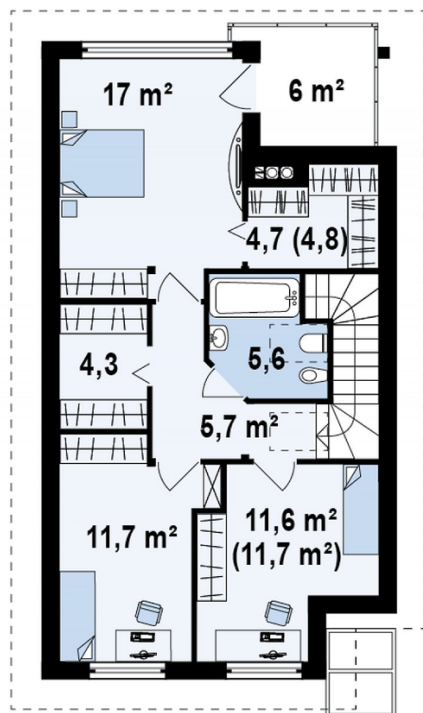 17 m²
6 m²
4,7 (4,8)
4,3
5,6
5,7 m²
11,7 m²
11,6 m²
(11,7 m²)